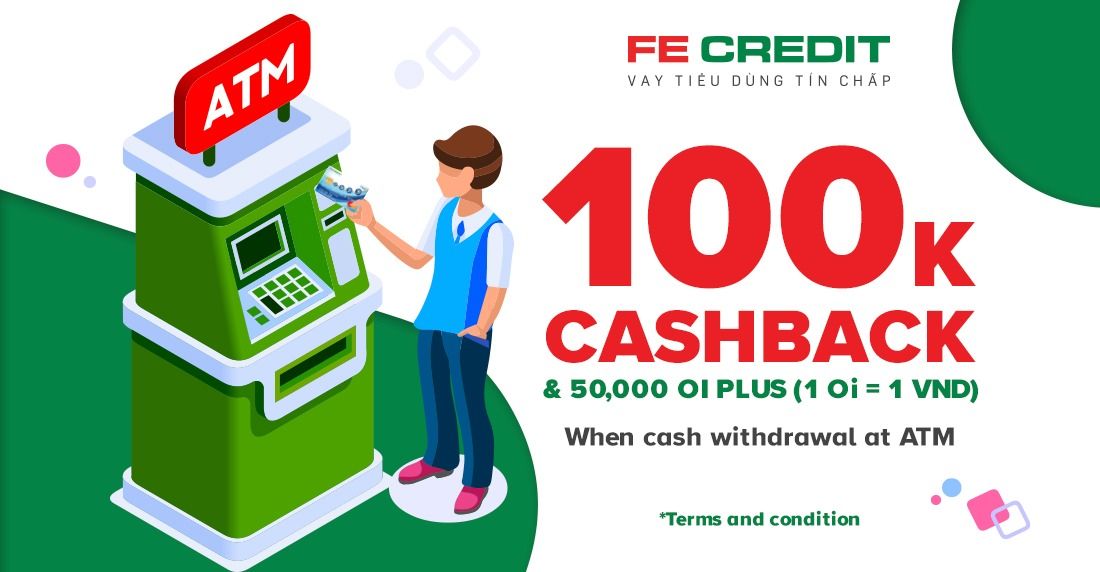 ATM
FE CREDIT
VAY TIÊU DÙNG TÍN CHẤP
100K
CASHBACK
& 50,000 OI PLUS (1 Oi = 1 VND)
When cash withdrawal at ATM
*Terms and condition